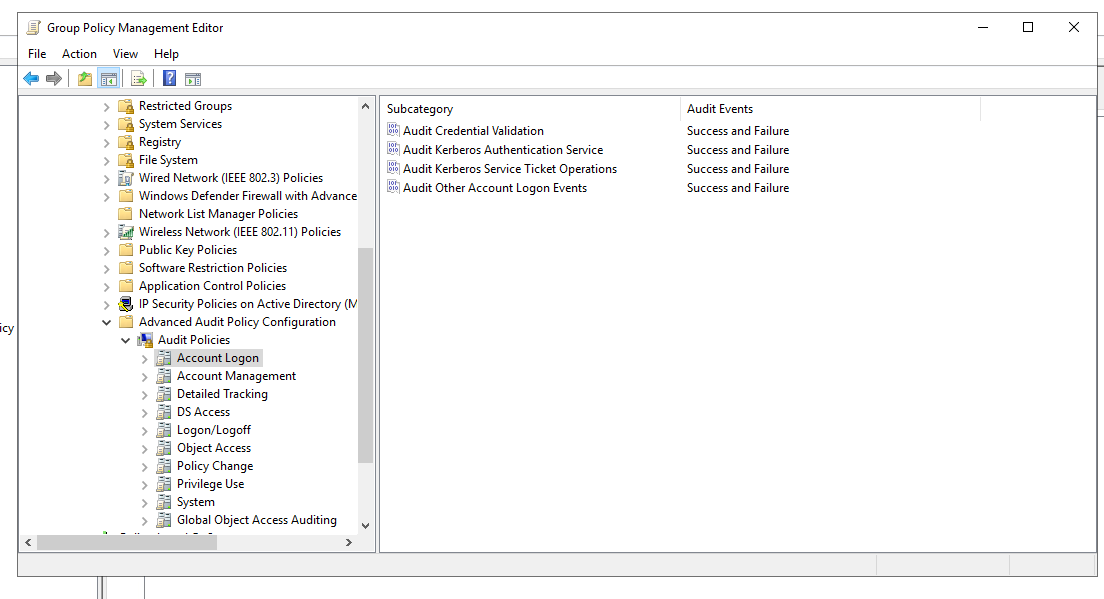 Group Policy Management Editor
File Action View Help
Restricted Groups
System Services
Registry
File System
Wired Network (IEEE 802.3) Policies
Windows Defender Firewall with Advance
Network List Manager Policies
Wireless Network (IEEE 802.11) Policies
Public Key Policies
Software Restriction Policies
Application Control Policies
IP Security Policies on Active Directory (M
Advanced Audit Policy Configuration
Audit Policies
Account Logon
Account Management
Detailed Tracking
DS Access
Logon/Logoff
Object Access
Policy Change
Privilege Use
System
Global Object Access Auditing
Subcategory Audit Events
Audit Credential Validation Success and Failure
Audit Kerberos Authentication Service Success and Failure
Audit Kerberos Service Ticket Operations Success and Failure
Audit Other Account Logon Events Success and Failure
icy